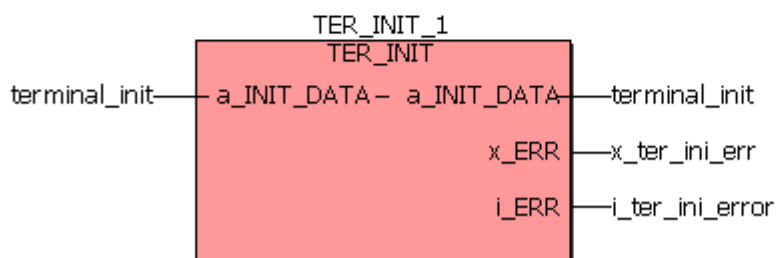 TER_INIT_1
TER_INIT
terminal_init a_INIT_DATA – a_INIT_DATA terminal_init
x_ERR x_ter_ini_err
i_ERR i_ter_ini_error